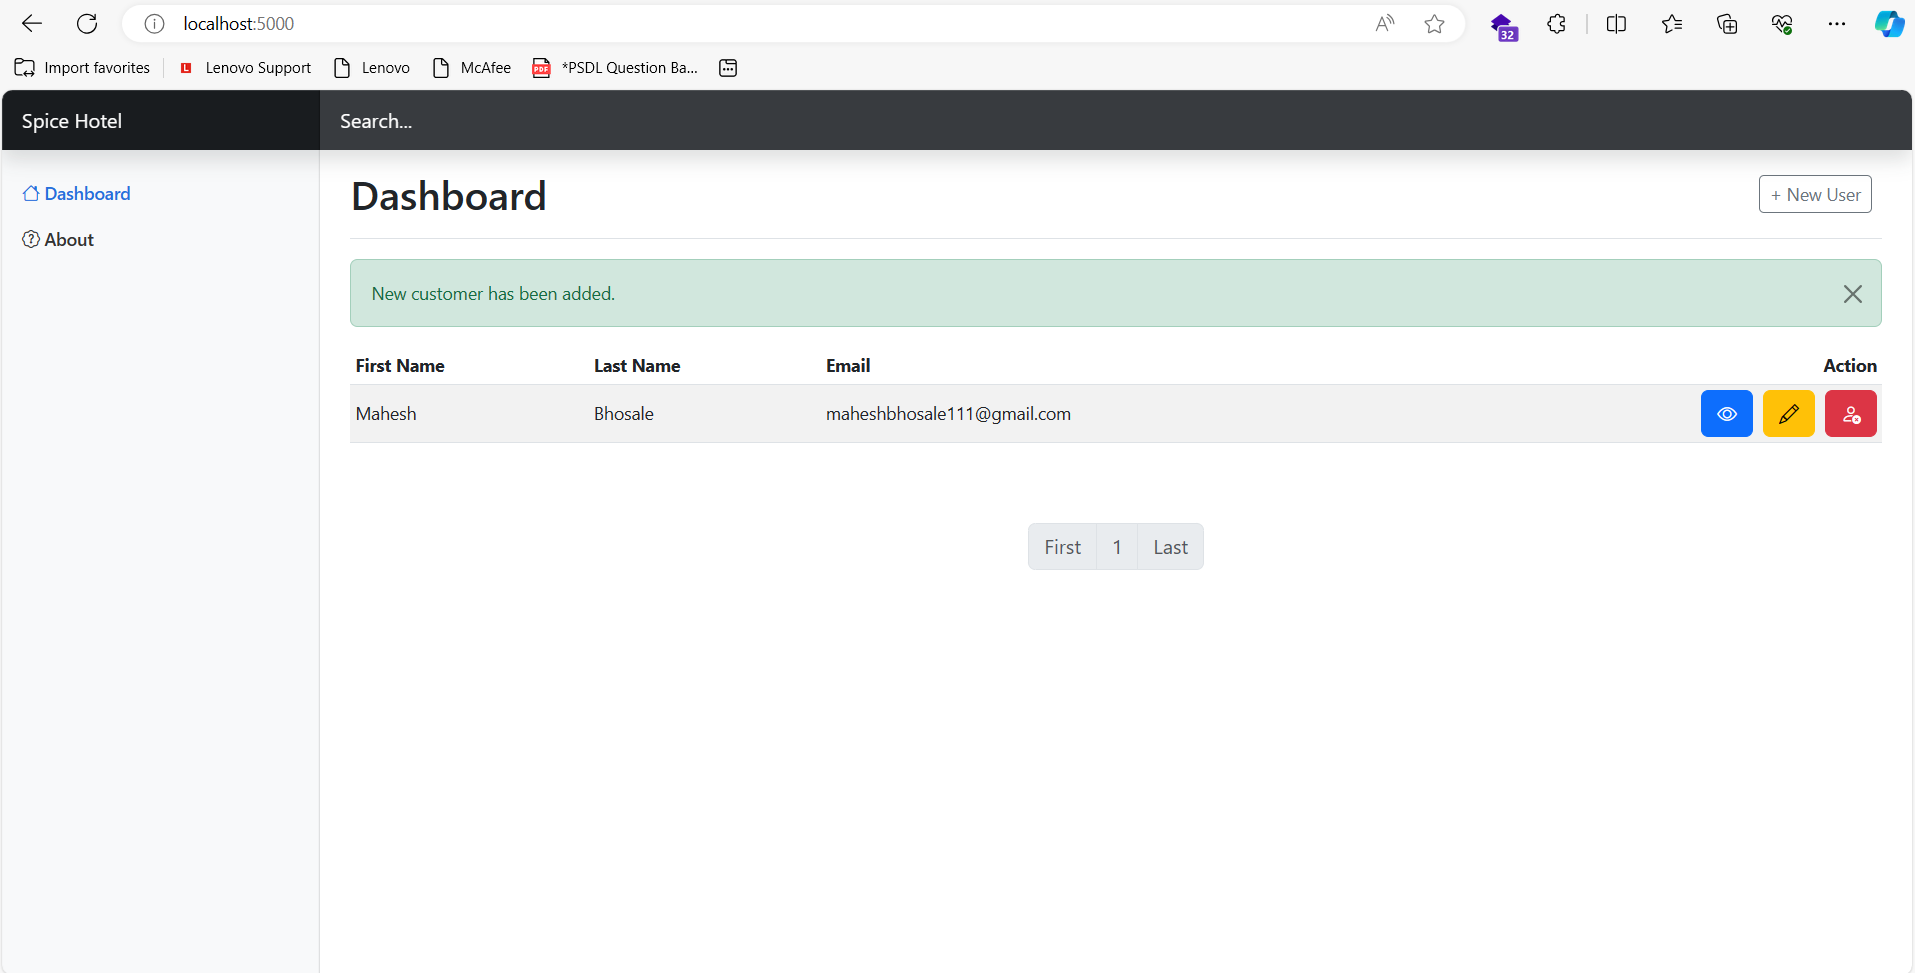 localhost:5000
32
Import favorites
Lenovo Support
Lenovo
McAfee
PDF
*PSDL Question Ba...
Spice Hotel
Search...
Dashboard
About
Dashboard
+ New User
New customer has been added.
First Name Last Name Email Action
Mahesh Bhosale maheshbhosale111@gmail.com
First 1 Last